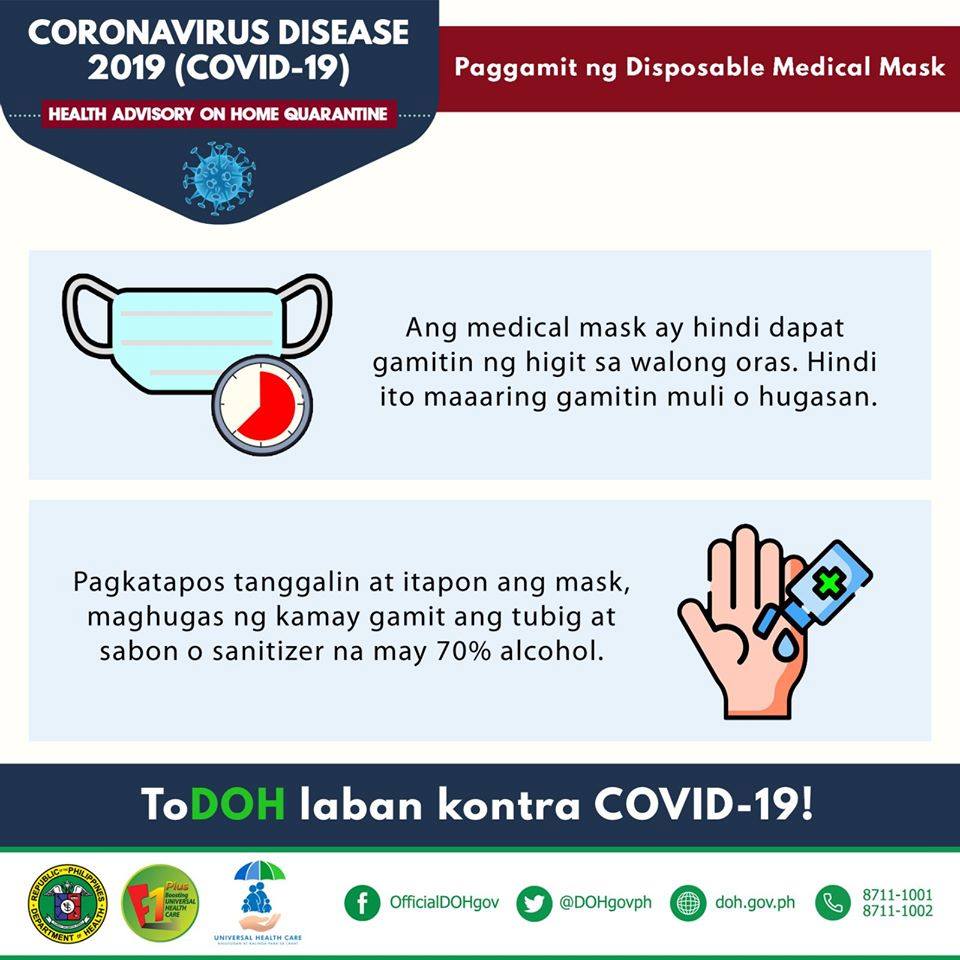 CORONAVIRUS DISEASE
2019 (COVID-19)
HEALTH ADVISORY ON HOME QUARANTINE
Paggamit ng Disposable Medical Mask
Ang medical mask ay hindi dapat
gamitin ng higit sa walong oras. Hindi
ito maaaring gamitin muli o hugasan.
Pagkatapos tanggalin at itapon ang mask,
maghugas ng kamay gamit ang tubig at
sabon o sanitizer na may 70% alcohol.
ToDOH laban kontra COVID-19!
REPUBLIC OF THE PHILIPPINES
DEPARTMENT OF HEALTH
F1 Plus
Boosting
UNIVERSAL
HEALTH
CARE
UNIVERSAL HEALTH CARE
OfficialDOHgov
@DOHgovph
doh.gov.ph
8711-1001
8711-1002